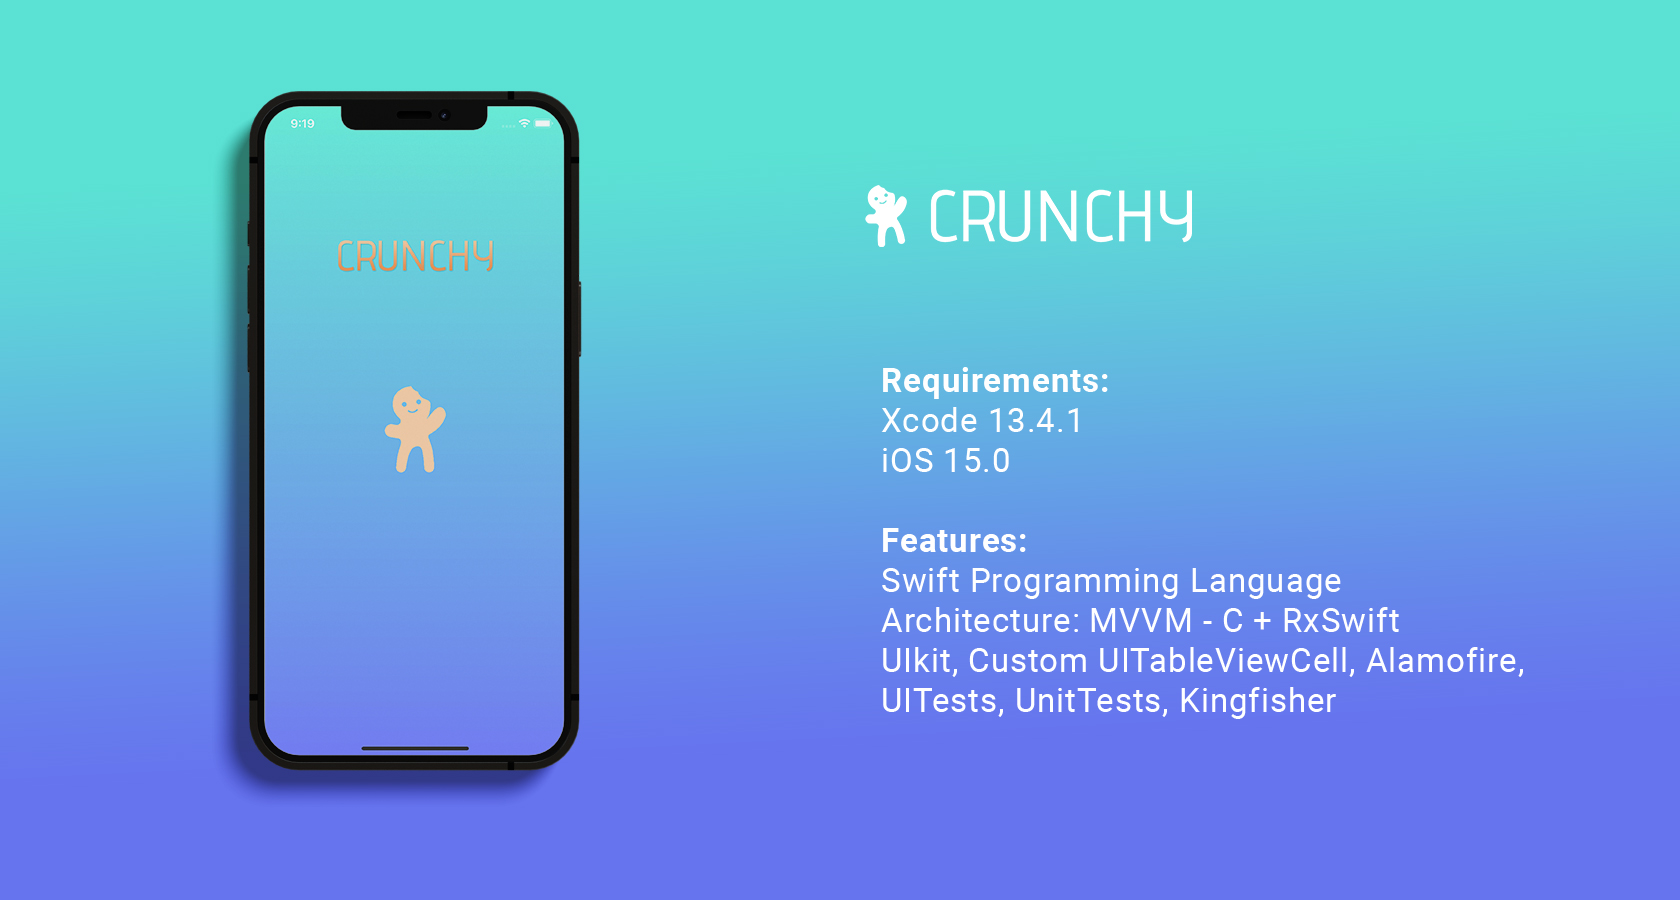 9:19
CRUNCHY
CRUNCHY
Requirements:
Xcode 13.4.1
iOS 15.0
Features:
Swift Programming Language
Architecture: MVVM - C + RxSwift
UIkit, Custom UITableViewCell, Alamofire,
UITests, UnitTests, Kingfisher